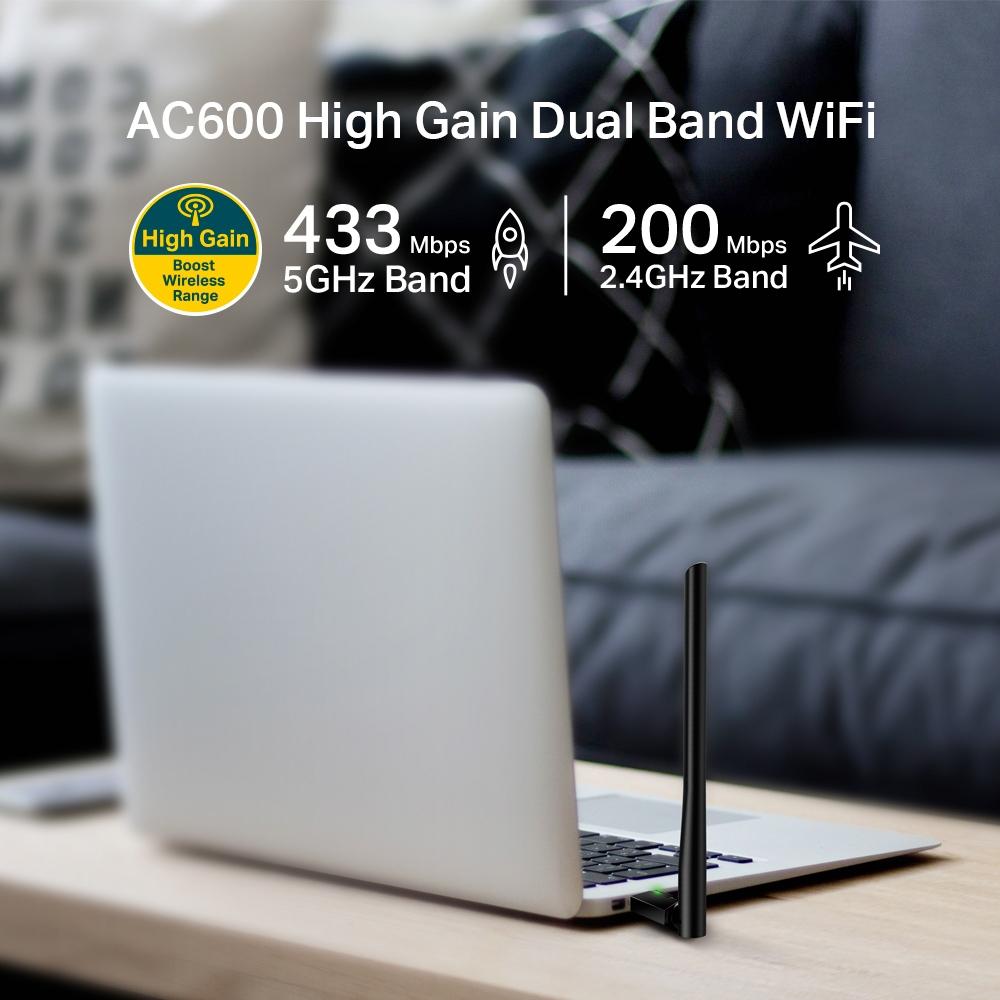 AC600 High Gain Dual Band WiFi
High Gain
Boost
Wireless
Range
433 Mbps
5GHz Band
200 Mbps
2.4GHz Band